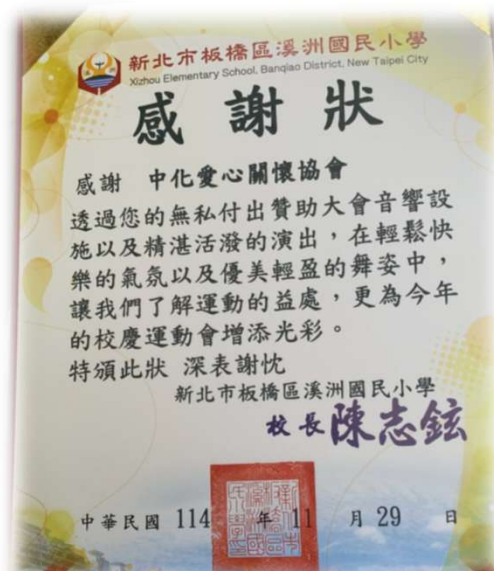 新北市板橋區溪洲國民小學
Xizhou Elementary School, Banqiao District, New Taipei City
感謝狀
感謝 中化愛心關懷協會
透過您的無私付出贊助大會音響設
施以及精湛活潑的演出，在輕鬆快
樂的氣氛以及優美輕盈的舞姿中，
讓我們了解運動的益處，更為今年
的校慶運動會增添光彩。
特頒此狀 深表謝忱
新北市板橋區溪洲國民小學
校長陳志鉉
中華民國 114 年 11 月 29 日